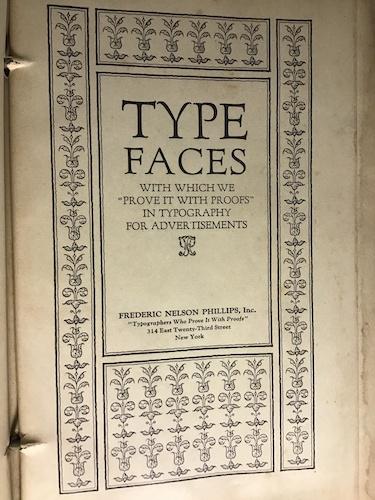 TYPE
FACES
WITH WHICH WE
"PROVE IT WITH PROOFS"
IN TYPOGRAPHY
FOR ADVERTISEMENTS
FREDERIC NELSON PHILLIPS, Inc.
"Typographers Who Prove It With Proofs"
314 East Twenty-Third Street
New York